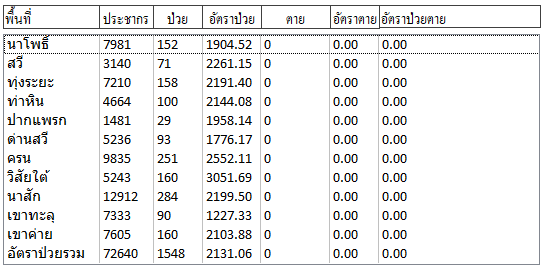 พื้นที่ ประชากร ป่วย อัตราป่วย ตาย อัตราตาย อัตราป่วยตาย
นาโพธิ์ 7981 152 1904.52 0 0.00 0.00
สวี 3140 71 2261.15 0 0.00 0.00
ทุ่งระยะ 7210 158 2191.40 0 0.00 0.00
ท่าหิน 4664 100 2144.08 0 0.00 0.00
ปากแพรก 1481 29 1958.14 0 0.00 0.00
ด่านสวี 5236 93 1776.17 0 0.00 0.00
ครน 9835 251 2552.11 0 0.00 0.00
วิสัยใต้ 5243 160 3051.69 0 0.00 0.00
นาสัก 12912 284 2199.50 0 0.00 0.00
เขาทะลุ 7333 90 1227.33 0 0.00 0.00
เขาค่าย 7605 160 2103.88 0 0.00 0.00
อัตราป่วยรวม 72640 1548 2131.06 0 0.00 0.00